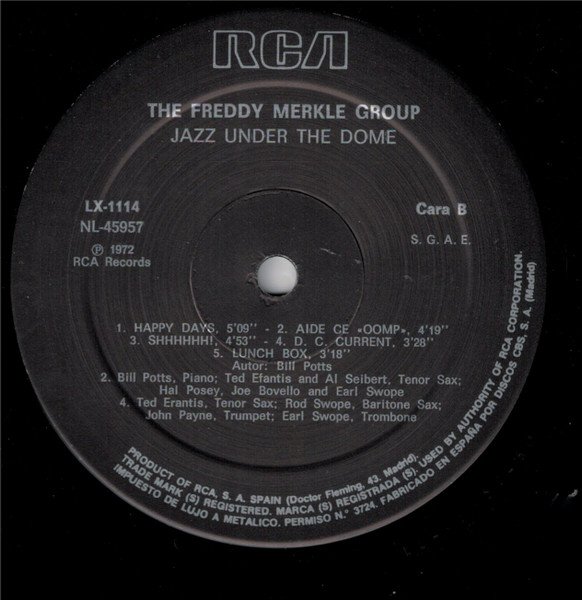 RCA
THE FREDDY MERKLE GROUP
JAZZ UNDER THE DOME
LX-1114
NL-45957
℗ 1972
RCA Records
Cara B
S. G. A. E.
1. HAPPY DAYS, 5'09'' - 2. AIDE CE «OOMP», 4'19''
3. SHHHHHH! 4'53'' - 4. D. C. CURRENT, 3'28''
5. LUNCH BOX, 3'18''
Autor: Bill Potts
2. Bill Potts, Piano; Ted Efantis and Al Seibert, Tenor Sax;
Hal Posey, Joe Bovello and Earl Swope
4. Ted Erantis, Tenor Sax; Rod Swope, Baritone Sax;
John Payne, Trumpet; Earl Swope, Trombone
PRODUCT OF RCA, S. A. SPAIN (Doctor Fleming, 43, Madrid).
TRADE MARK (S) REGISTERED. MARCA (S) REGISTRADA (S). USED BY AUTHORITY OF RCA CORPORATION.
IMPUESTO DE LUJO A METALICO. PERMISO N.º 3724. FABRICADO EN ESPAÑA POR DISCOS CBS, S. A. (Madrid)